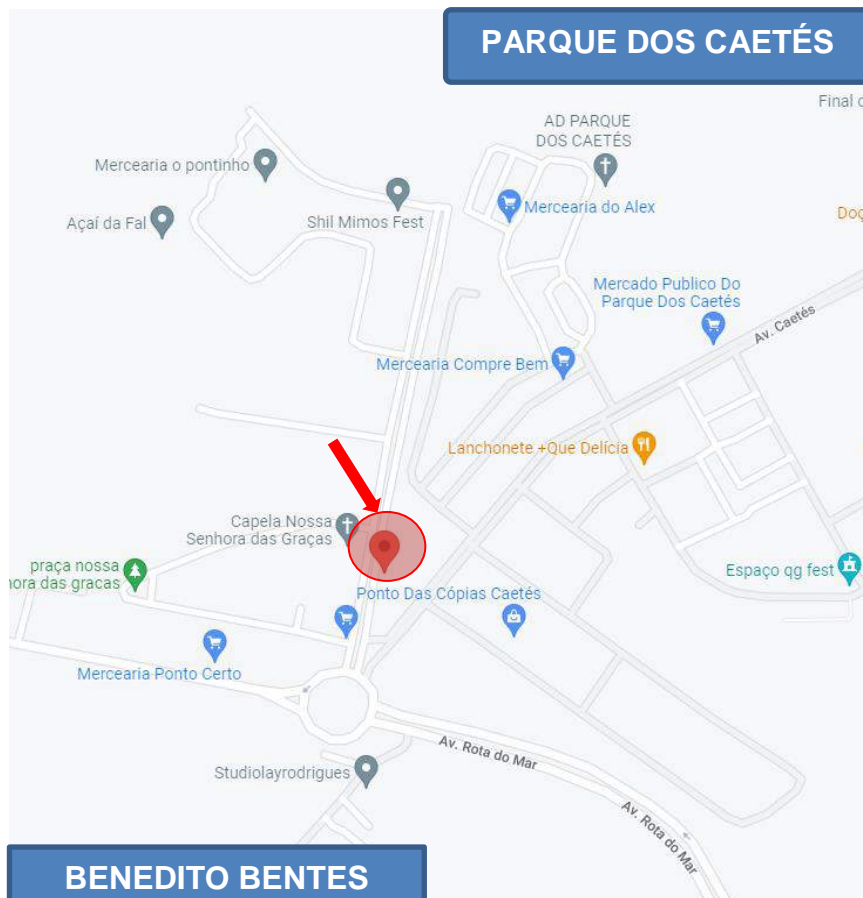 PARQUE DOS CAETÉS
Final
AD PARQUE
DOS CAETÉS
Mercearia o pontinho
Mercearia do Alex
Açaí da Fal
Shil Mimos Fest
Doç
Mercado Publico Do
Parque Dos Caetés
Av. Caetés
Mercearia Compre Bem
Lanchonete +Que Delícia
Capela Nossa
Senhora das Graças
praça nossa
hora das gracas
Espaço qg fest
Ponto Das Cópias Caetés
Mercearia Ponto Certo
Av. Rota do Mar
Studiolayrodrigues
Av. Rota do Mar
BENEDITO BENTES